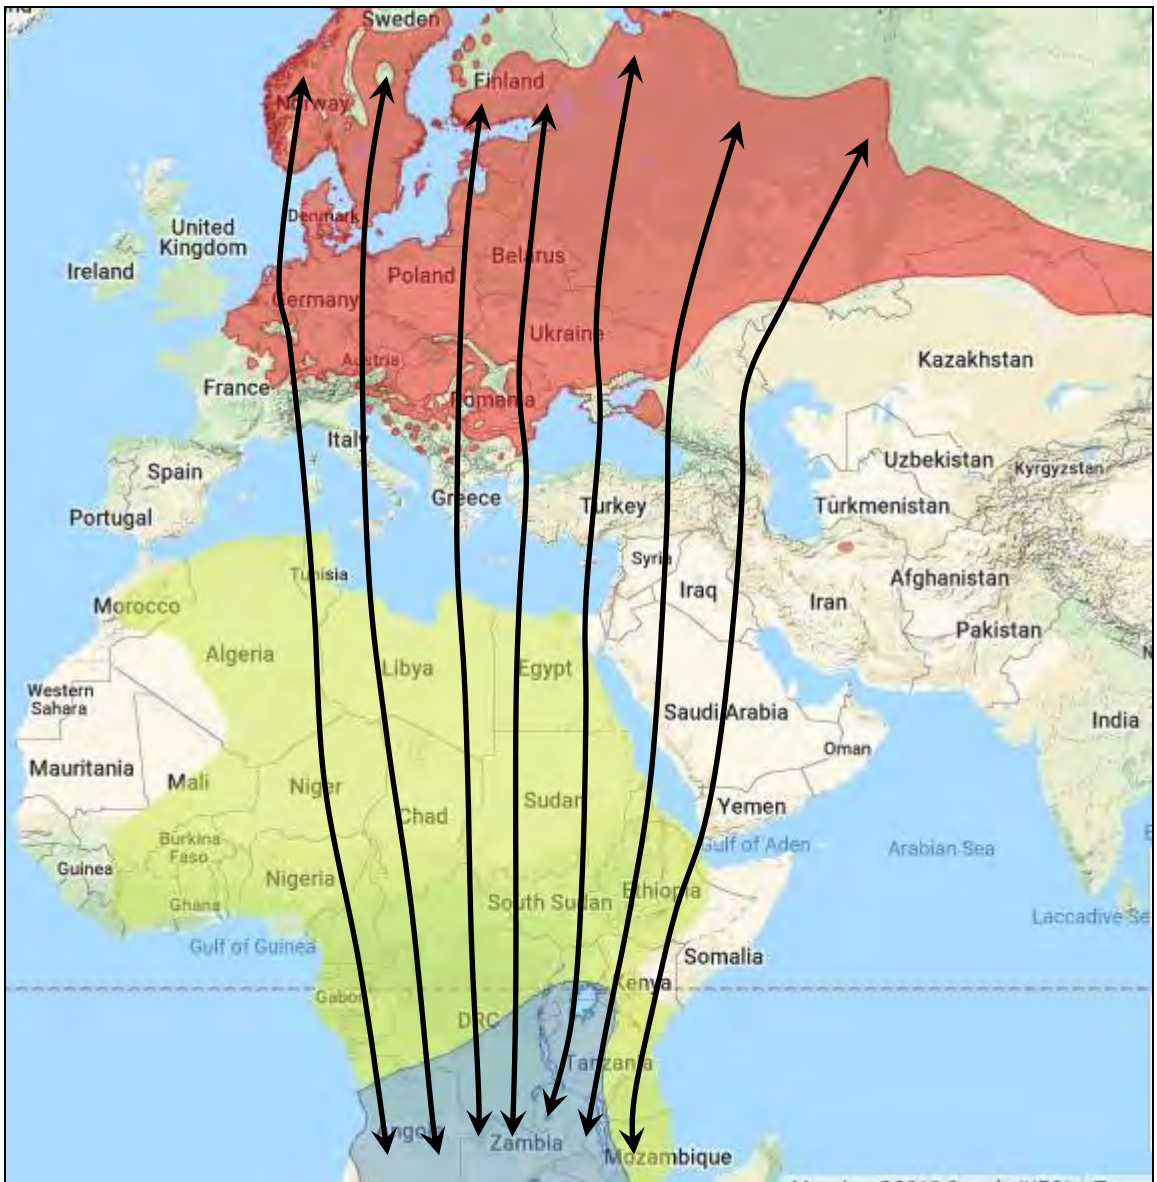 Sweden
Finland
Norway
Denmark
United
Kingdom
Ireland
Belarus
Poland
Germany
Ukraine
Austria
Kazakhstan
France
Romania
Italy
Uzbekistan
Kyrgyzstan
Spain
Greece
Turkey
Turkmenistan
Portugal
Syria
Tunisia
Afghanistan
Iraq
Iran
Morocco
Pakistan
Algeria
Libya
Egypt
Western
Sahara
Saudi Arabia
India
Oman
Mauritania
Mali
Niger
Sudan
Yemen
Chad
Burkina
Faso
Gulf of Aden
Arabian Sea
Guinea
Nigeria
Ethiopia
Ghana
South Sudan
Laccadive Se
Gulf of Guinea
Somalia
Kenya
Gabon
DRC
Tanzania
Angola
Zambia
Mozambique